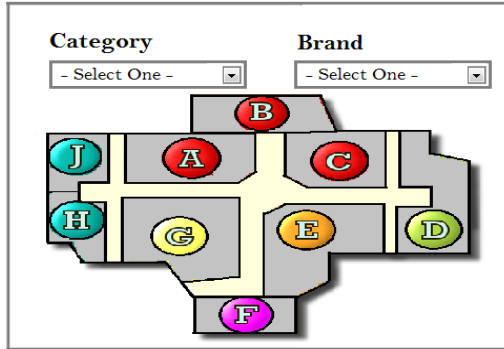 Category Brand
- Select One - - Select One -
B
J A C
H G E D
F